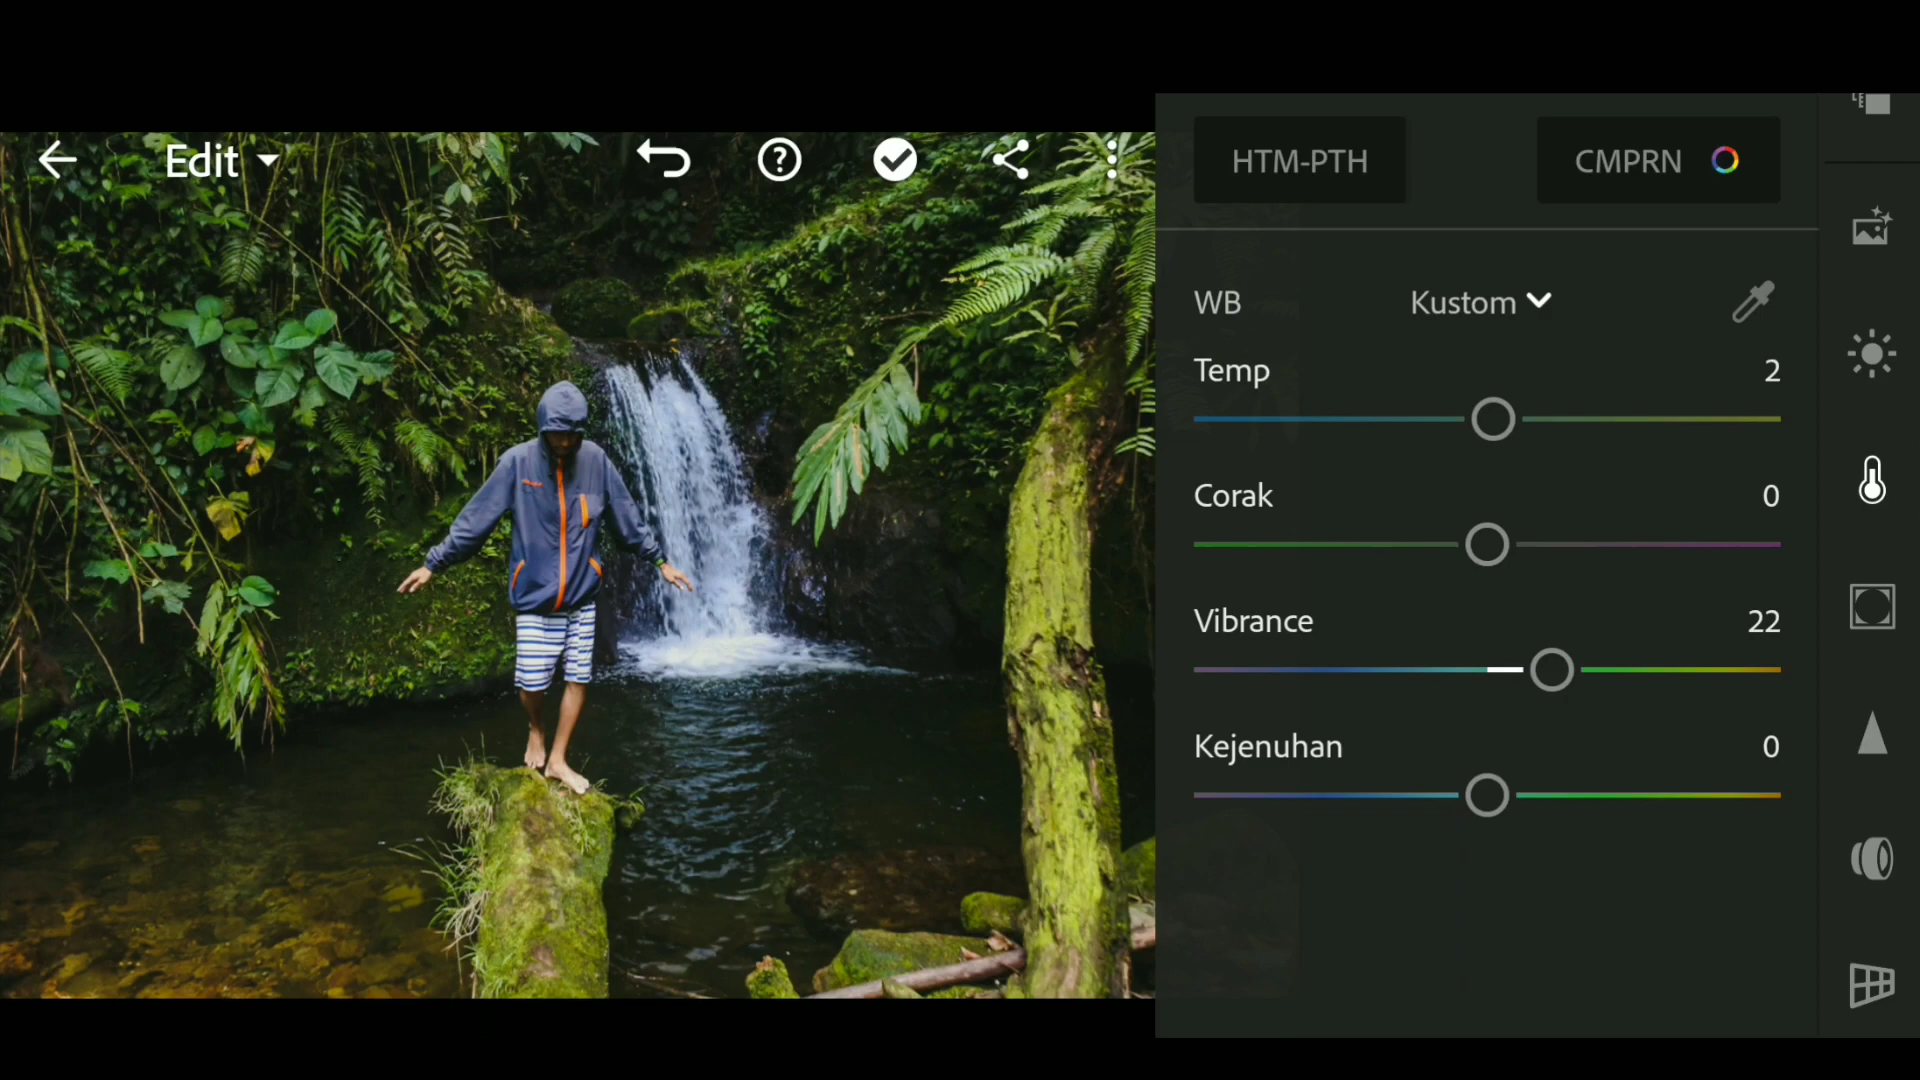 Edit
HTM-PTH
CMPRN
WB
Kustom
Temp
2
Corak
0
Vibrance
22
Kejenuhan
0